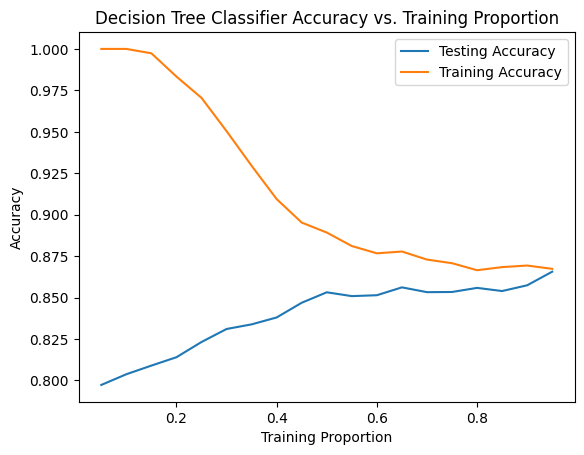 Decision Tree Classifier Accuracy vs. Training Proportion
Testing Accuracy
Training Accuracy
1.000
0.975
0.950
0.925
0.900
0.875
0.850
0.825
0.800
Accuracy
0.2
0.4
0.6
0.8
Training Proportion